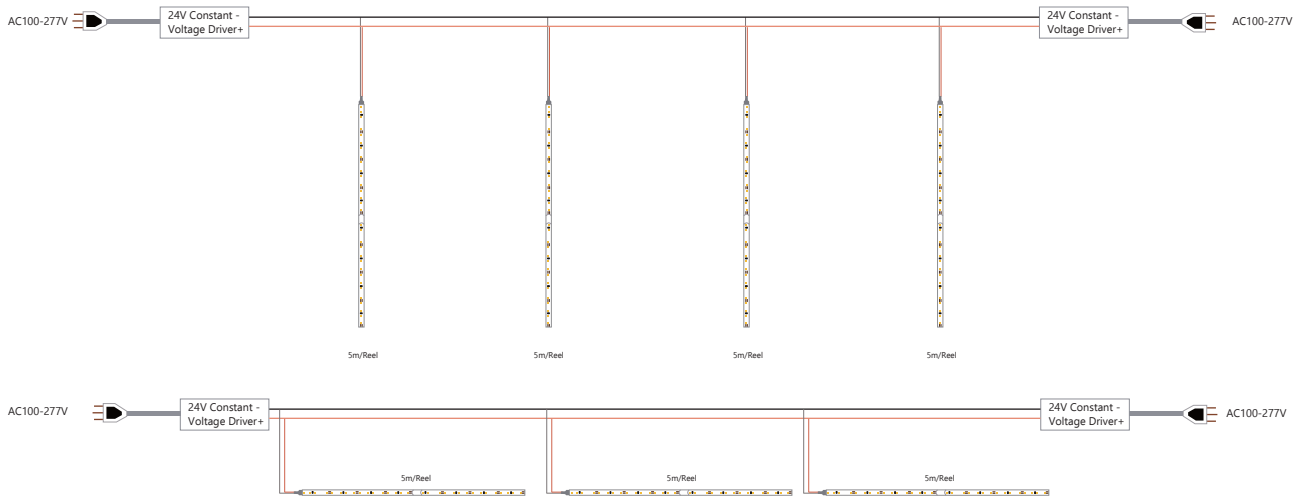 AC100-277V
24V Constant -
Voltage Driver+
24V Constant -
Voltage Driver+
AC100-277V
5m/Reel
5m/Reel
5m/Reel
5m/Reel
AC100-277V
24V Constant -
Voltage Driver+
24V Constant -
Voltage Driver+
AC100-277V
5m/Reel
5m/Reel
5m/Reel